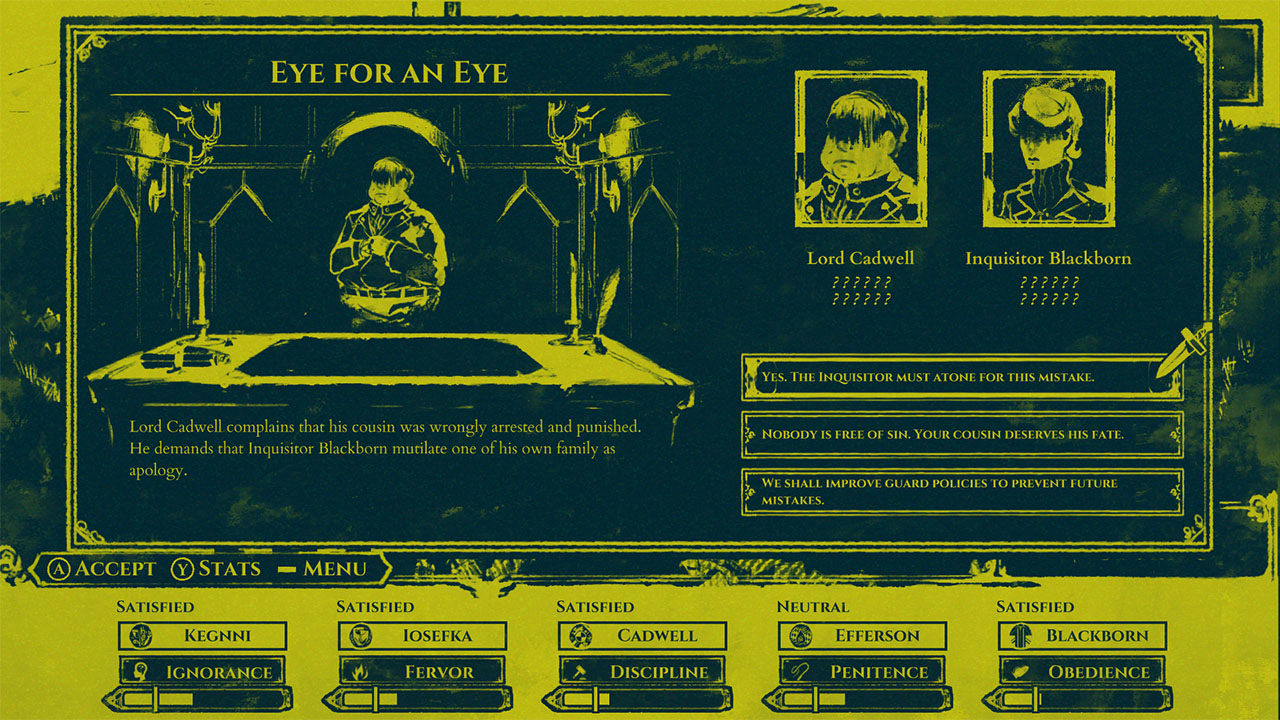 Eye for an Eye
Lord Cadwell
??????
??????
Inquisitor Blackborn
??????
??????
Yes. The Inquisitor must atone for this mistake.
Nobody is free of sin. Your cousin deserves his fate.
We shall improve guard policies to prevent future
mistakes.
Lord Cadwell complains that his cousin was wrongly arrested and punished.
He demands that Inquisitor Blackborn mutilate one of his own family as
apology.
A Accept Y Stats Menu
Satisfied
Kegnni
Ignorance
Satisfied
Iosefka
Fervor
Satisfied
Cadwell
Discipline
Neutral
Efferson
Penitence
Satisfied
Blackborn
Obedience